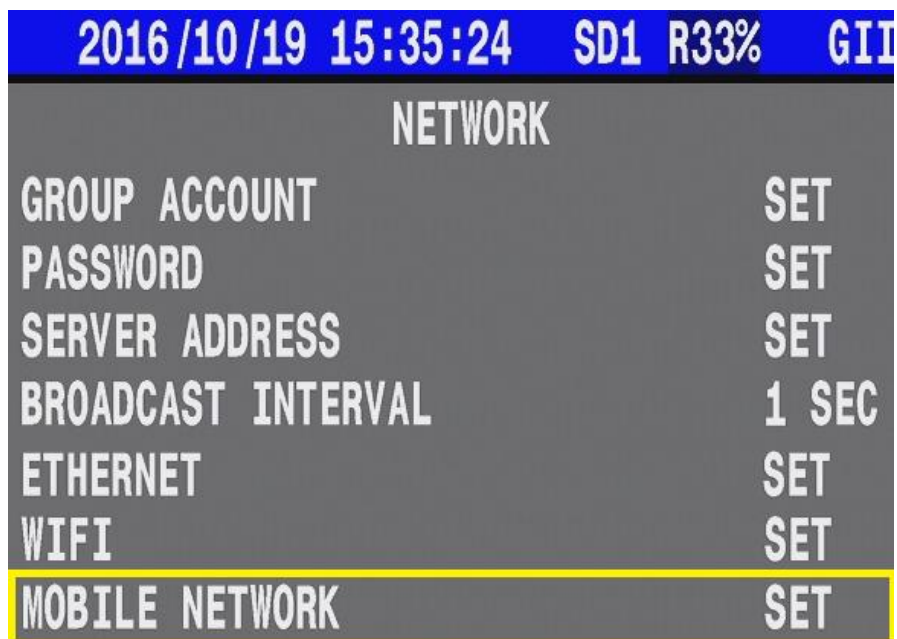 2016/10/19 15:35:24 SD1 R33% GII
NETWORK
GROUP ACCOUNT SET
PASSWORD SET
SERVER ADDRESS SET
BROADCAST INTERVAL 1 SEC
ETHERNET SET
WIFI SET
MOBILE NETWORK SET